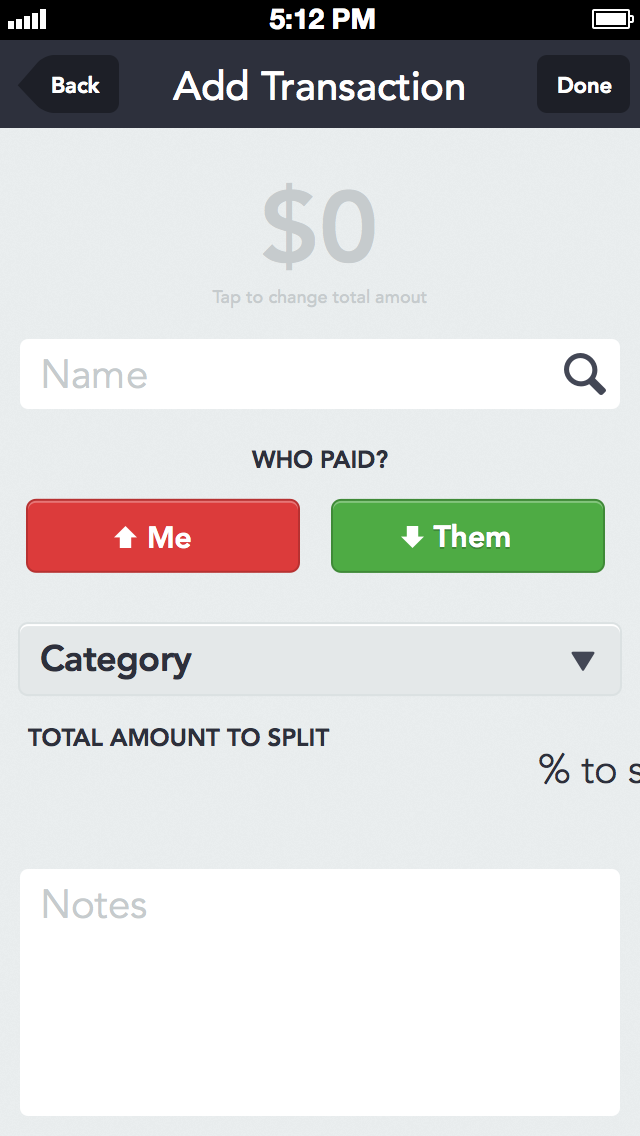 5:12 PM
Back
Add Transaction
Done
$0
Tap to change total amout
Name
WHO PAID?
Me
Them
Category
TOTAL AMOUNT TO SPLIT
% to s
Notes